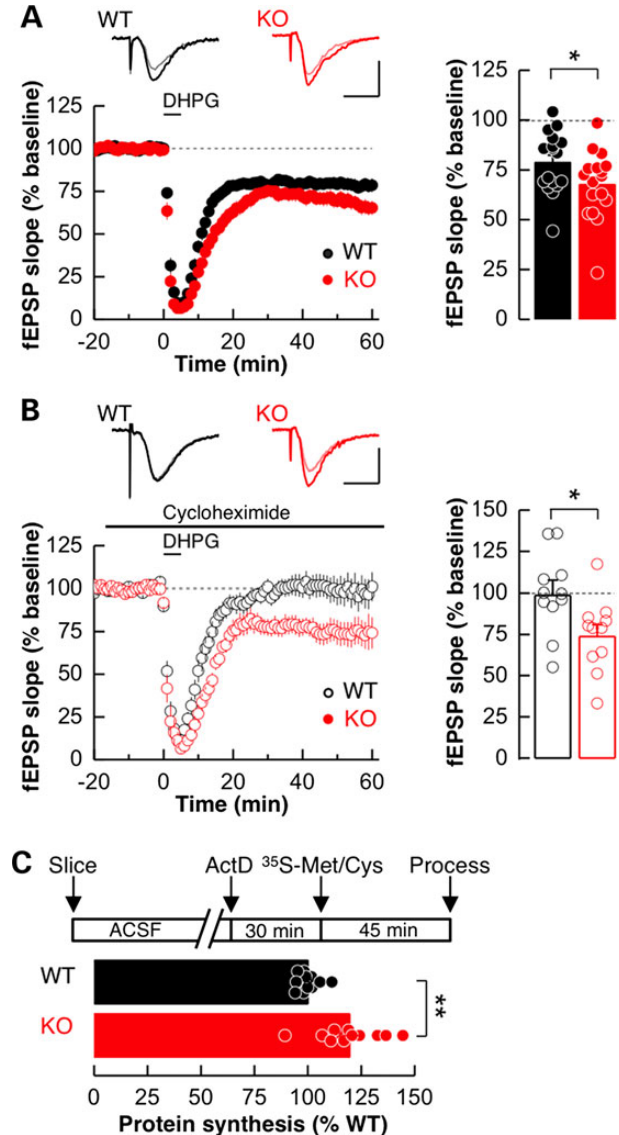 A
WT
KO
DHPG
fEPSP slope (% baseline)
125
100
75
50
25
0
-20
0
20
40
60
Time (min)
WT
KO
*
fEPSP slope (% baseline)
125
100
75
125
25
0
B
WT
KO
Cycloheximide
DHPG
fEPSP slope (% baseline)
125
100
75
50
25
0
-20
0
20
40
60
Time (min)
WT
KO
*
fEPSP slope (% baseline)
150
125
100
75
50
25
0
C
Slice
ActD
³⁵S-Met/Cys
Process
ACSF
30 min
45 min
WT
KO
**
0
25
50
75
100
125
150
Protein synthesis (% WT)